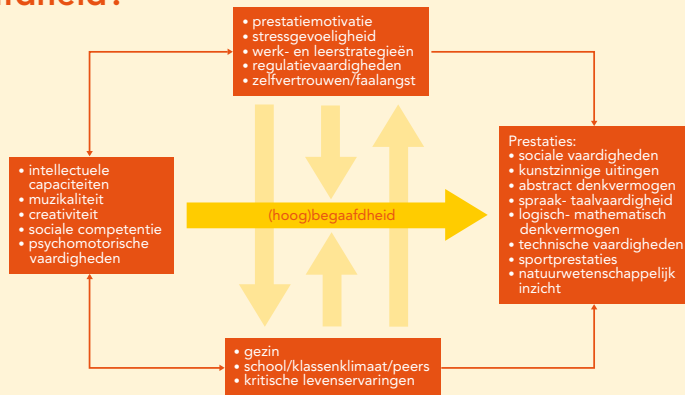 • prestatiemotivatie
• stressgevoeligheid
• werk- en leerstrategieën
• regulatievaardigheden
• zelfvertrouwen/faalangst
• intellectuele
capaciteiten
• muzikaliteit
• creativiteit
• sociale competentie
• psychomotorische
vaardigheden
(hoog)begaafdheid
Prestaties:
• sociale vaardigheden
• kunstzinnige uitingen
• abstract denkvermogen
• spraak- taalvaardigheid
• logisch- mathematisch
denkvermogen
• technische vaardigheden
• sportprestaties
• natuurwetenschappelijk
inzicht
• gezin
• school/klassenklimaat/peers
• kritische levenservaringen